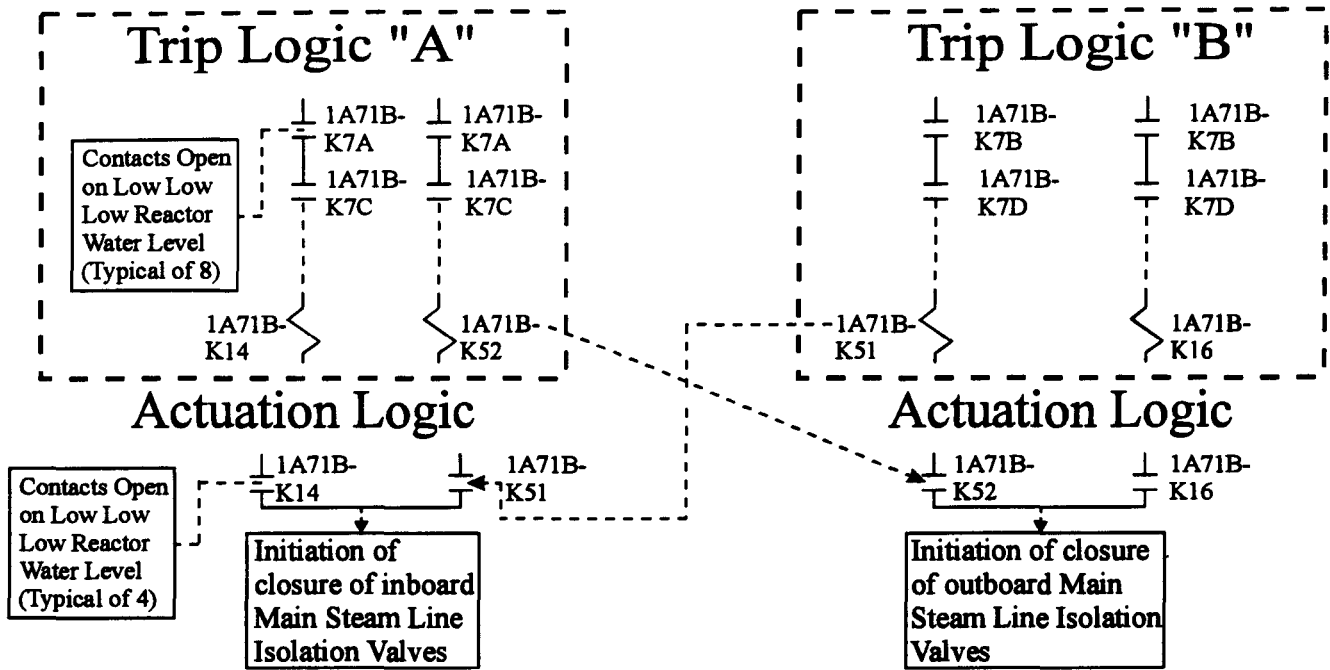 Trip Logic "A"
1A71B-
K7A
1A71B-
K7A
Contacts Open
on Low Low
Low Reactor
Water Level
(Typical of 8)
1A71B-
K7C
1A71B-
K7C
1A71B-
K14
1A71B-
K52
Trip Logic "B"
1A71B-
K7B
1A71B-
K7B
1A71B-
K7D
1A71B-
K7D
1A71B-
K51
1A71B-
K16
Actuation Logic
Contacts Open
on Low Low
Low Reactor
Water Level
(Typical of 4)
1A71B-
K14
1A71B-
K51
Initiation of
closure of inboard
Main Steam Line
Isolation Valves
Actuation Logic
1A71B-
K52
1A71B-
K16
Initiation of closure
of outboard Main
Steam Line Isolation
Valves